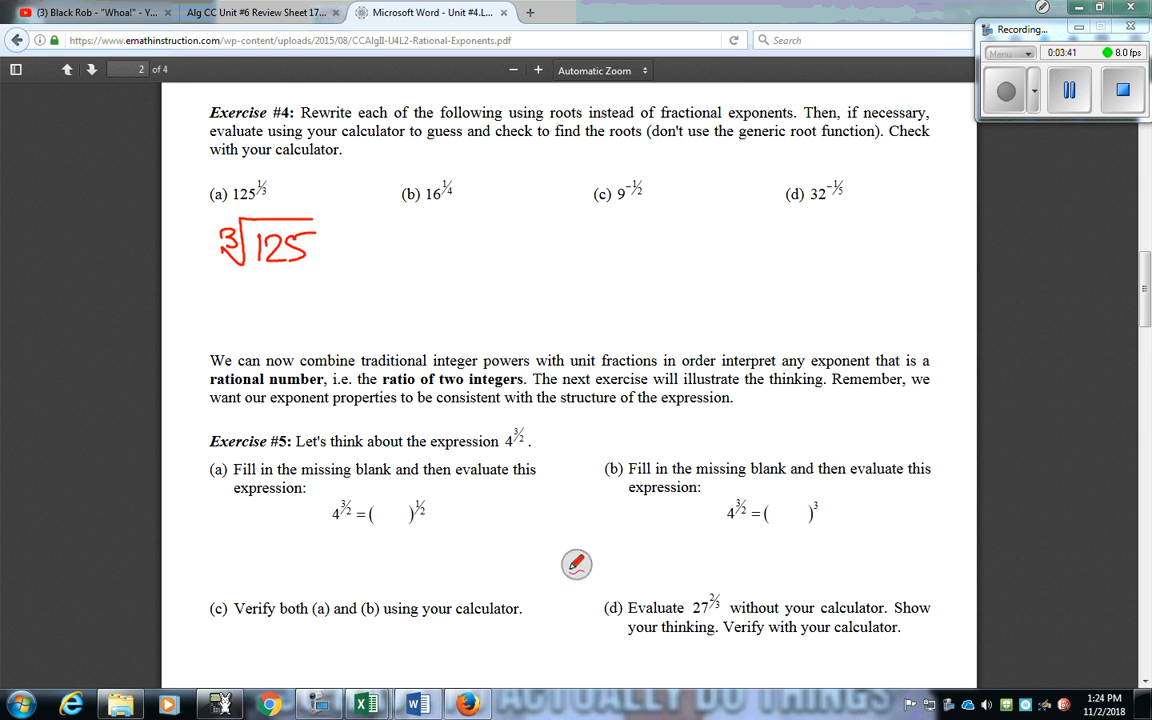 (3) Black Rob - "Whoa!" - Y...
Alg CC Unit #6 Review Sheet 17...
Microsoft Word - Unit #4.L...
https://www.emathinstruction.com/wp-content/uploads/2015/08/CCAlgII-U4L2-Rational-Exponents.pdf
Search
Recording...
Menu
0:03:41
8.0 fps
2 of 4
Automatic Zoom
Exercise #4: Rewrite each of the following using roots instead of fractional exponents. Then, if necessary,
evaluate using your calculator to guess and check to find the roots (don't use the generic root function). Check
with your calculator.
(a) 125^(1/3) (b) 16^(1/4) (c) 9^(-1/2) (d) 32^(-1/5)
∛125
We can now combine traditional integer powers with unit fractions in order interpret any exponent that is a
rational number, i.e. the ratio of two integers. The next exercise will illustrate the thinking. Remember, we
want our exponent properties to be consistent with the structure of the expression.
Exercise #5: Let's think about the expression 4^(3/2).
(a) Fill in the missing blank and then evaluate this
expression:
4^(3/2) = ( )^(1/2)
(b) Fill in the missing blank and then evaluate this
expression:
4^(3/2) = ( )^3
(c) Verify both (a) and (b) using your calculator.
(d) Evaluate 27^(2/3) without your calculator. Show
your thinking. Verify with your calculator.
ACTUALLY DO THINGS
1:24 PM
11/2/2018